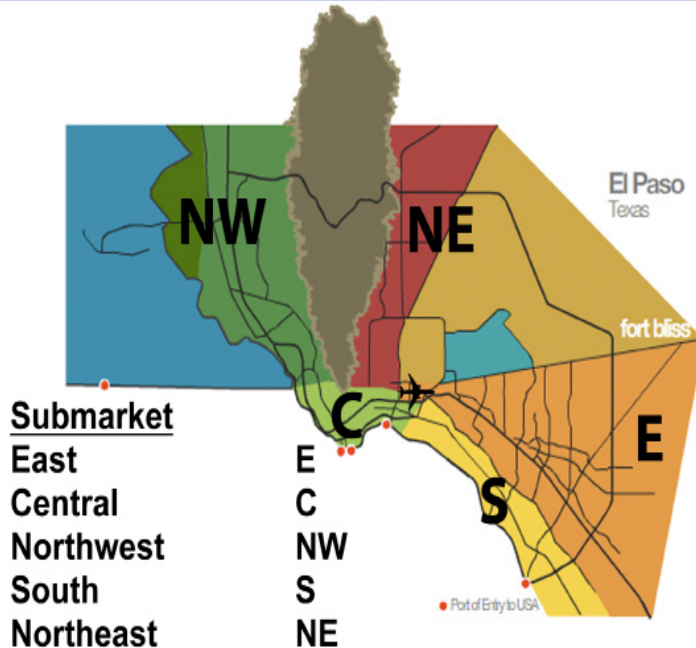 NW
NE
El Paso
Texas
fort bliss
C
E
S
Submarket
East E
Central C
Northwest NW
South S
Northeast NE
Port of Entry to USA